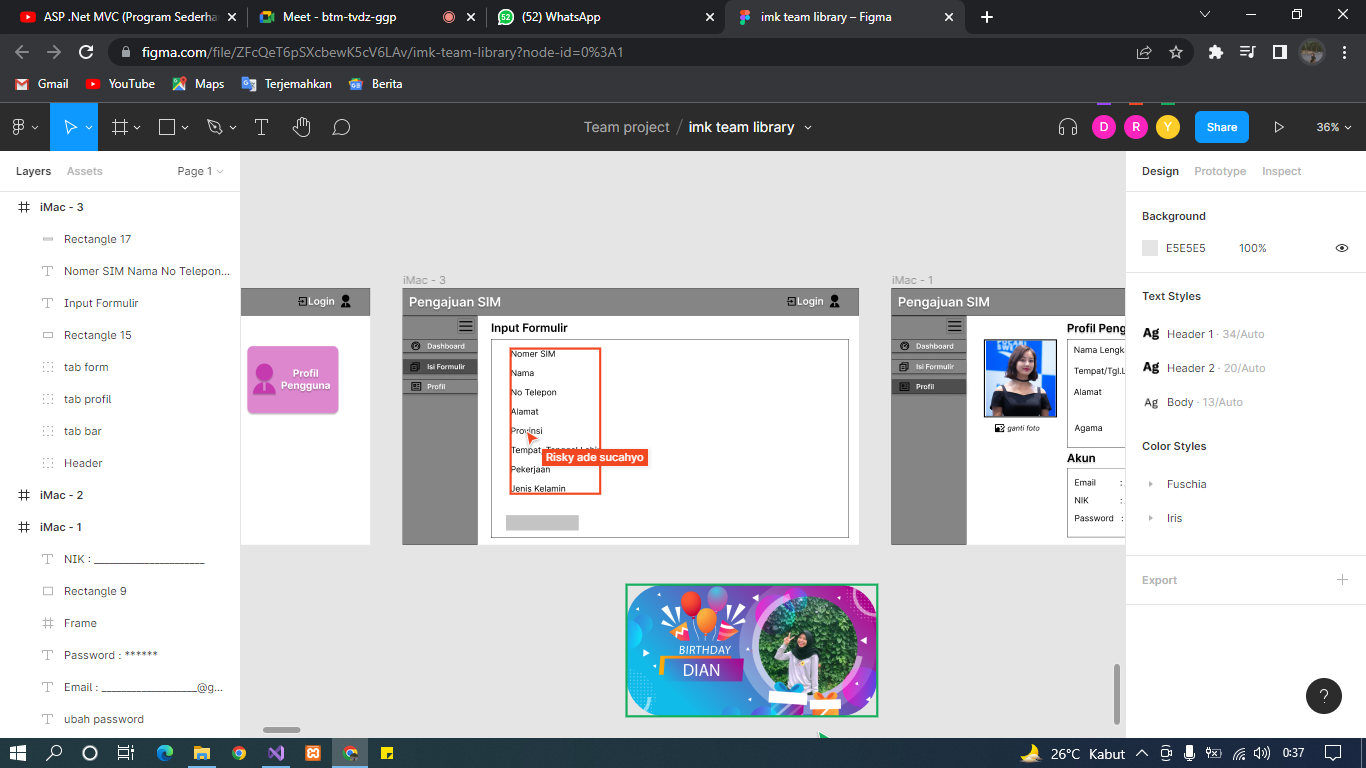 ASP .Net MVC (Program Sederha
Meet - btm-tvdz-ggp
(52) WhatsApp
imk team library – Figma
figma.com/file/ZFcQeT6pSXcbewK5cV6LAv/imk-team-library?node-id=0%3A1
Gmail
YouTube
Maps
Terjemahkan
Berita
Team project / imk team library
D
R
Y
Share
36%
Layers
Assets
Page 1
iMac - 3
Rectangle 17
Nomer SIM Nama No Telepon...
Input Formulir
Rectangle 15
tab form
tab profil
tab bar
Header
iMac - 2
iMac - 1
NIK : ______________________
Rectangle 9
Frame
Password : ******
Email : ___________________@g...
ubah password
Login
Profil
Pengguna
iMac - 3
Pengajuan SIM
Login
Dashboard
Isi Formulir
Profil
Input Formulir
Nomer SIM
Nama
No Telepon
Alamat
Provinsi
Pekerjaan
Jenis Kelamin
Risky ade sucahyo
iMac - 1
Pengajuan SIM
Dashboard
Isi Formulir
Profil
ganti foto
Profil Peng
Nama Lengka
Tempat/Tgl.L
Alamat
Agama
Akun
Email :
NIK :
Password :
BIRTHDAY
DIAN
Design
Prototype
Inspect
Background
E5E5E5
100%
Text Styles
Ag Header 1 · 34/Auto
Ag Header 2 · 20/Auto
Ag Body · 13/Auto
Color Styles
Fuschia
Iris
Export
?
26°C Kabut
0:37